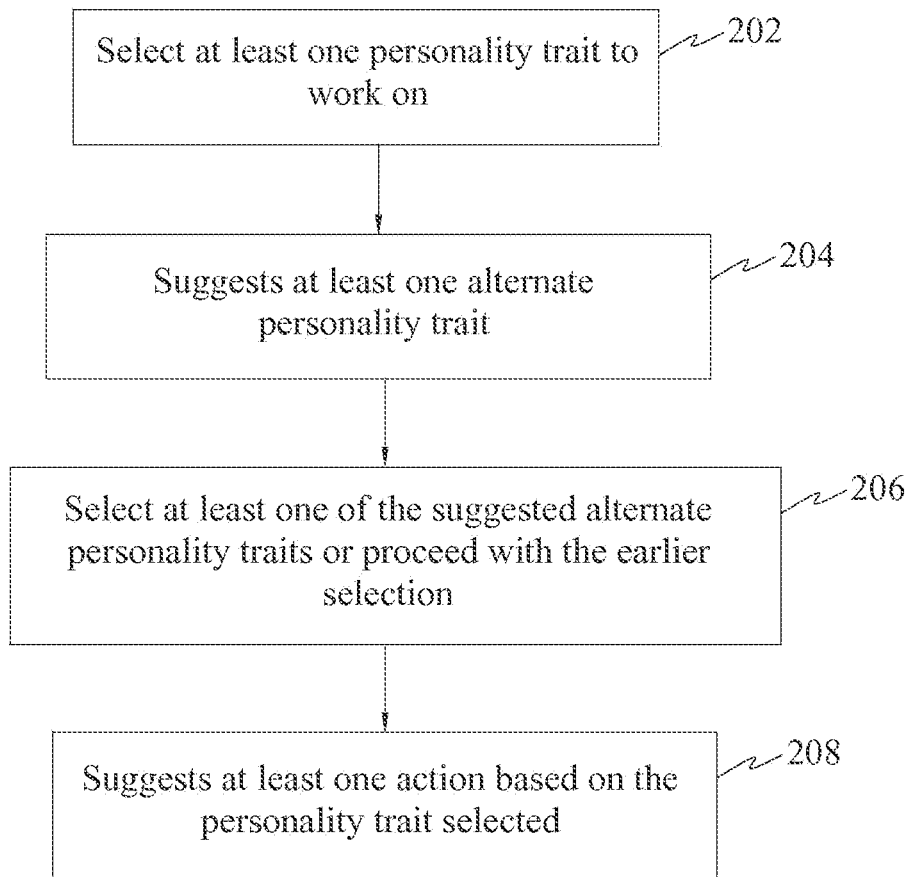 Select at least one personality trait to
work on
202
Suggests at least one alternate
personality trait
204
Select at least one of the suggested alternate
personality traits or proceed with the earlier
selection
206
Suggests at least one action based on the
personality trait selected
208